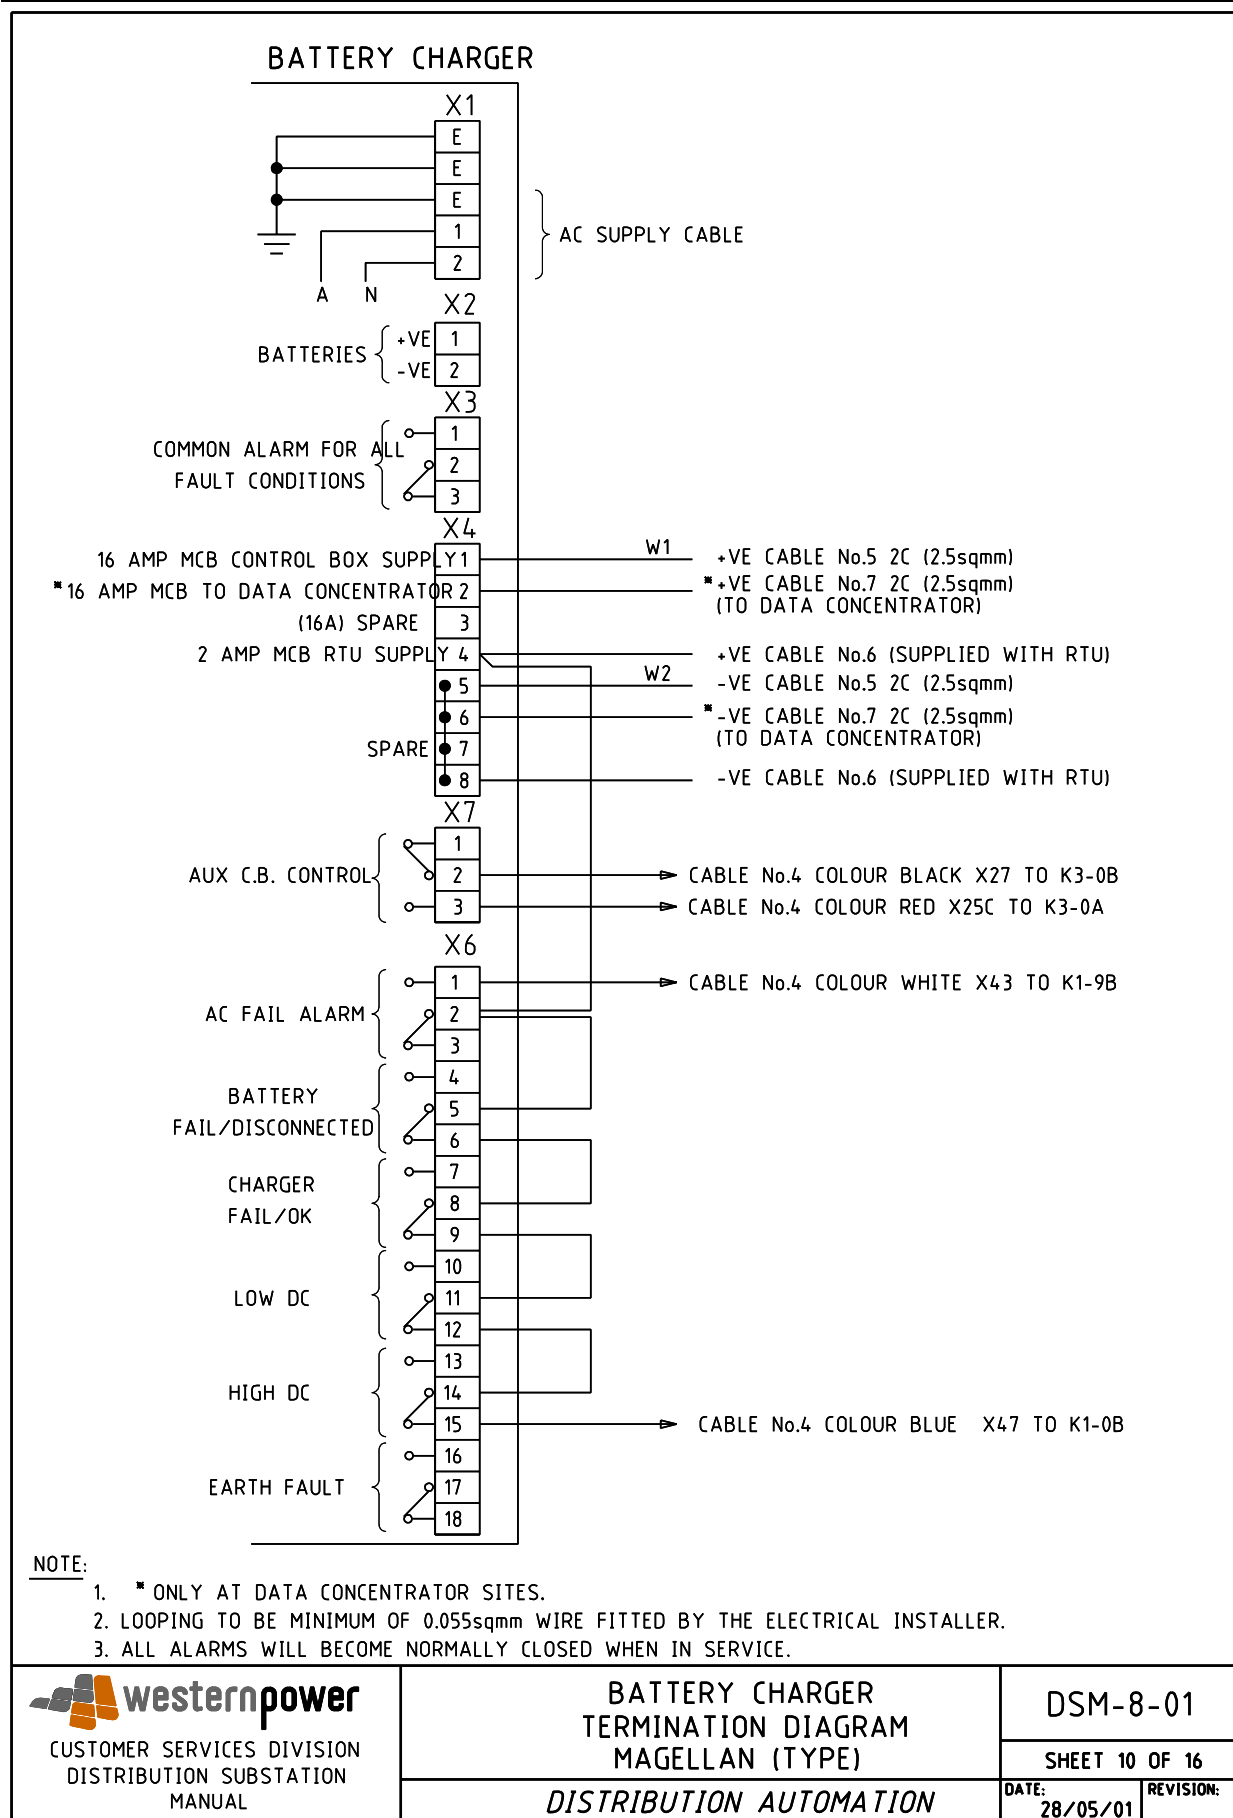 BATTERY CHARGER
X1
E
E
E
1
2
AC SUPPLY CABLE
A N
X2
BATTERIES
+VE 1
-VE 2
X3
1
COMMON ALARM FOR ALL
2
FAULT CONDITIONS
3
X4
16 AMP MCB CONTROL BOX SUPPLY 1 W1 +VE CABLE No.5 2C (2.5sqmm)
*16 AMP MCB TO DATA CONCENTRATOR 2 *+VE CABLE No.7 2C (2.5sqmm)
(TO DATA CONCENTRATOR)
(16A) SPARE 3
2 AMP MCB RTU SUPPLY 4 +VE CABLE No.6 (SUPPLIED WITH RTU)
5 W2 -VE CABLE No.5 2C (2.5sqmm)
6 *-VE CABLE No.7 2C (2.5sqmm)
(TO DATA CONCENTRATOR)
SPARE 7
8 -VE CABLE No.6 (SUPPLIED WITH RTU)
X7
1
AUX C.B. CONTROL 2 CABLE No.4 COLOUR BLACK X27 TO K3-0B
3 CABLE No.4 COLOUR RED X25C TO K3-0A
X6
1 CABLE No.4 COLOUR WHITE X43 TO K1-9B
AC FAIL ALARM 2
3
4
BATTERY
5
FAIL/DISCONNECTED
6
7
CHARGER
8
FAIL/OK
9
10
LOW DC 11
12
13
HIGH DC 14
15 CABLE No.4 COLOUR BLUE X47 TO K1-0B
16
EARTH FAULT 17
18
NOTE:
1. * ONLY AT DATA CONCENTRATOR SITES.
2. LOOPING TO BE MINIMUM OF 0.055sqmm WIRE FITTED BY THE ELECTRICAL INSTALLER.
3. ALL ALARMS WILL BECOME NORMALLY CLOSED WHEN IN SERVICE.
westernpower
CUSTOMER SERVICES DIVISION
DISTRIBUTION SUBSTATION
MANUAL
BATTERY CHARGER
TERMINATION DIAGRAM
MAGELLAN (TYPE)
DISTRIBUTION AUTOMATION
DSM-8-01
SHEET 10 OF 16
DATE: 28/05/01
REVISION: